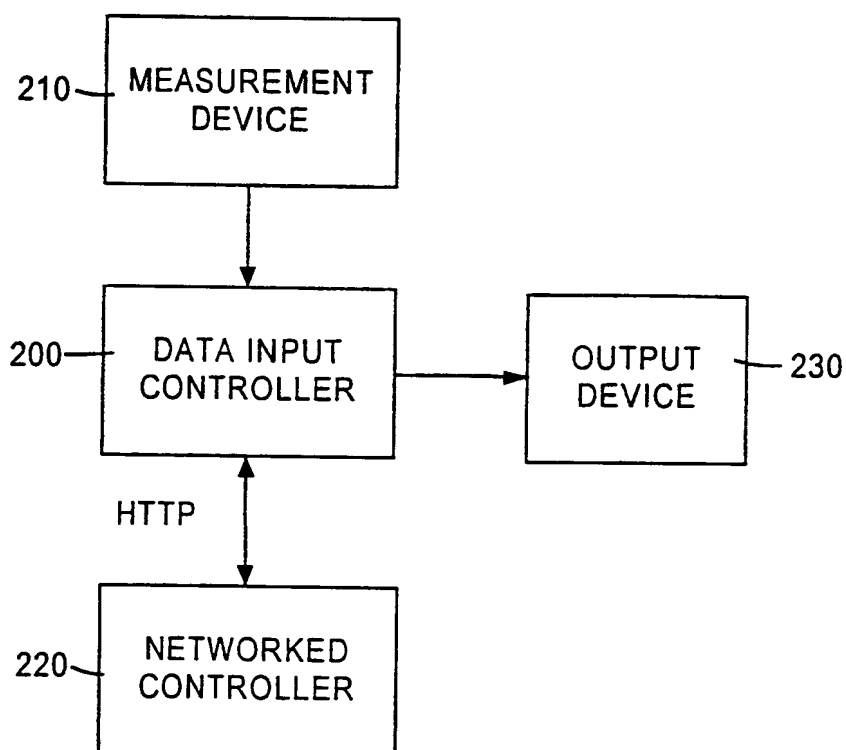 210
MEASUREMENT
DEVICE
200
DATA INPUT
CONTROLLER
OUTPUT
DEVICE
230
HTTP
220
NETWORKED
CONTROLLER